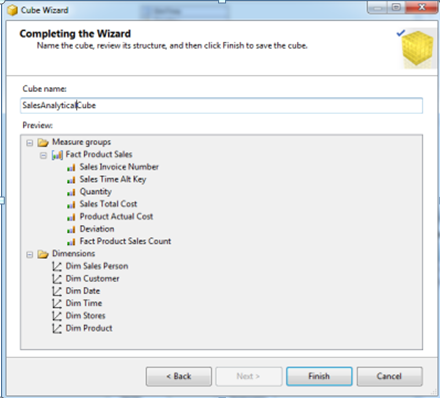 Cube Wizard
Completing the Wizard
Name the cube, review its structure, and then click Finish to save the cube.
Cube name:
SalesAnalyticalCube
Preview:
Measure groups
Fact Product Sales
Sales Invoice Number
Sales Time Alt Key
Quantity
Sales Total Cost
Product Actual Cost
Deviation
Fact Product Sales Count
Dimensions
Dim Sales Person
Dim Customer
Dim Date
Dim Time
Dim Stores
Dim Product
< Back Next > Finish Cancel